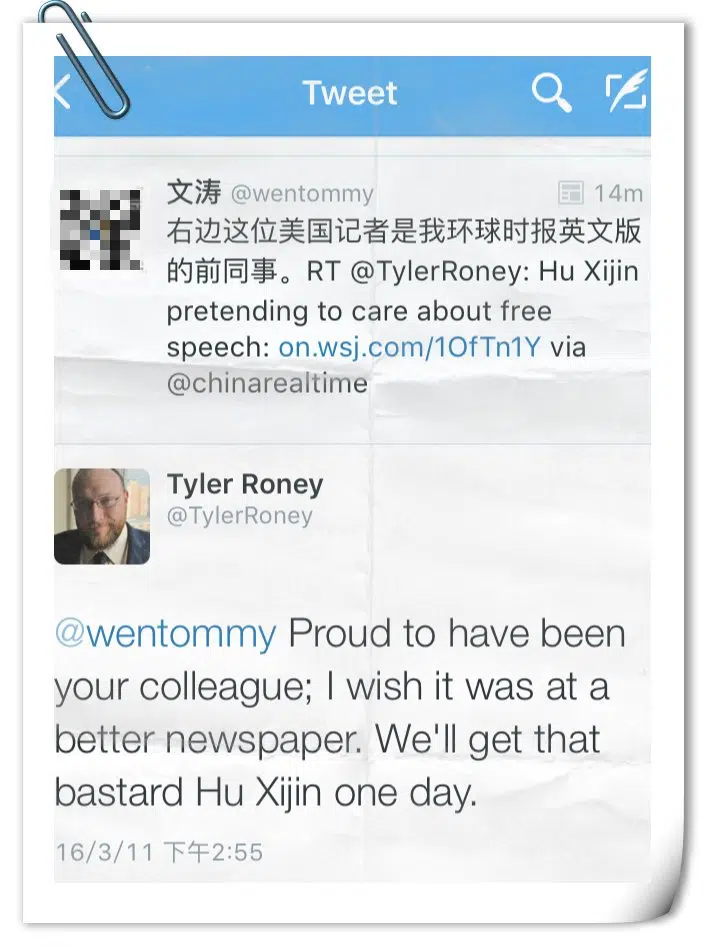 Tweet
文涛 @wentommy 14m
右边这位美国记者是我环球时报英文版
的前同事。RT @TylerRoney: Hu Xijin
pretending to care about free
speech: on.wsj.com/1OfTn1Y via
@chinarealtime
Tyler Roney
@TylerRoney
@wentommy Proud to have been
your colleague; I wish it was at a
better newspaper. We'll get that
bastard Hu Xijin one day.
16/3/11 下午2:55